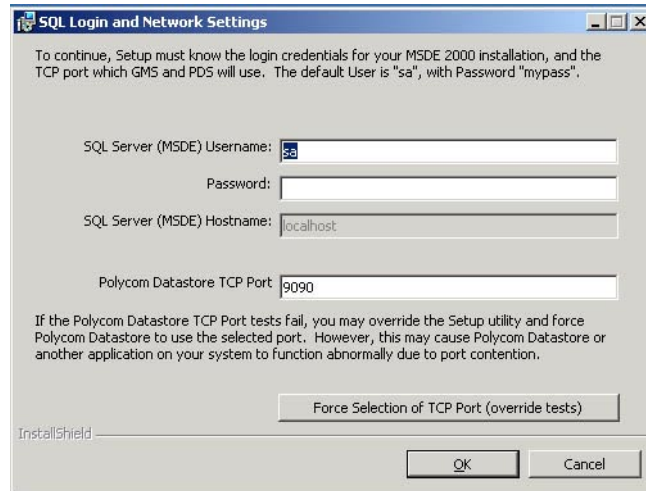 SQL Login and Network Settings
To continue, Setup must know the login credentials for your MSDE 2000 installation, and the
TCP port which GMS and PDS will use. The default User is "sa", with Password "mypass".
SQL Server (MSDE) Username: sa
Password:
SQL Server (MSDE) Hostname: localhost
Polycom Datastore TCP Port 9090
If the Polycom Datastore TCP Port tests fail, you may override the Setup utility and force
Polycom Datastore to use the selected port. However, this may cause Polycom Datastore or
another application on your system to function abnormally due to port contention.
Force Selection of TCP Port (override tests)
InstallShield
OK Cancel